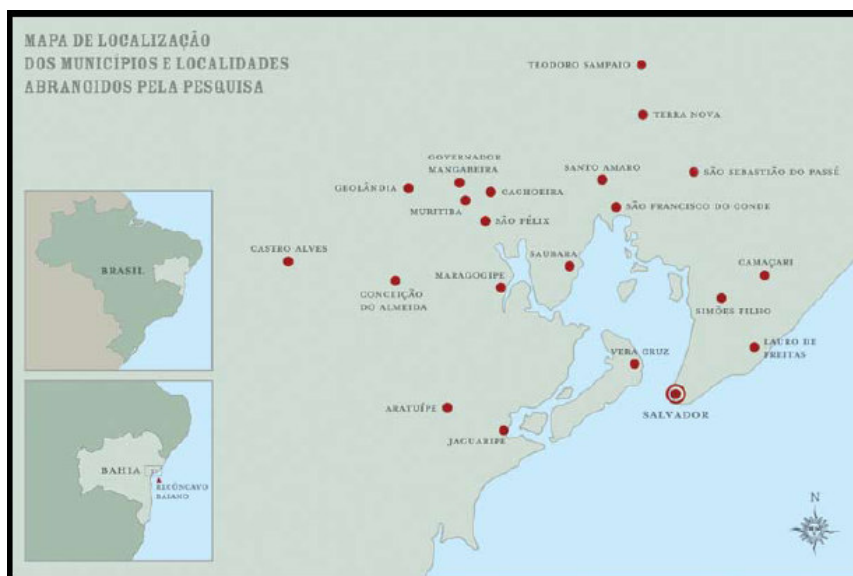 MAPA DE LOCALIZAÇÃO
DOS MUNICÍPIOS E LOCALIDADES
ABRANGIDOS PELA PESQUISA
TEODORO SAMPAIO
TERRA NOVA
GOVERNADOR
MANGABEIRA
SANTO AMARO
SÃO SEBASTIÃO DO PASSÉ
GEOLÂNDIA
CACHOEIRA
MURITIBA
SÃO FRANCISCO DO CONDE
SÃO FÉLIX
CASTRO ALVES
SAUBARA
CAMAÇARI
MARAGOGIPE
CONCEIÇÃO
DO ALMEIDA
SIMÕES FILHO
LAURO DE
FREITAS
VERA CRUZ
ARATUÍPE
SALVADOR
JAGUARIPE
BRASIL
BAHIA
RECÔNCAVO
BAIANO
N